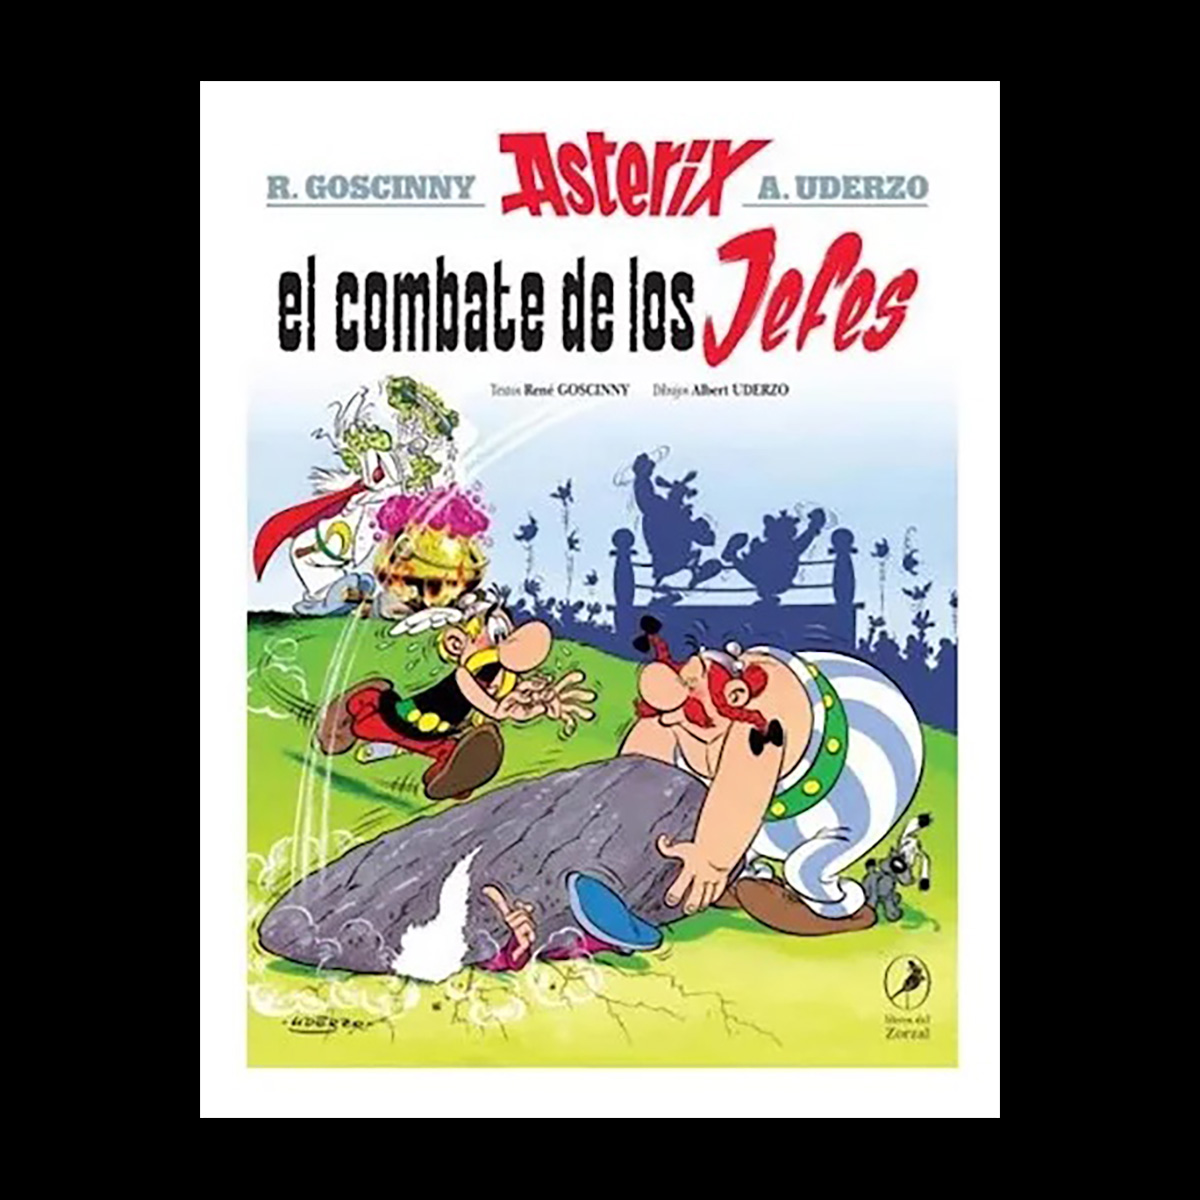 R. GOSCINNY Asterix A. UDERZO
el combate de los Jefes
Textos René GOSCINNY Dibujos Albert UDERZO
UDERZO
libros del
Zorzal